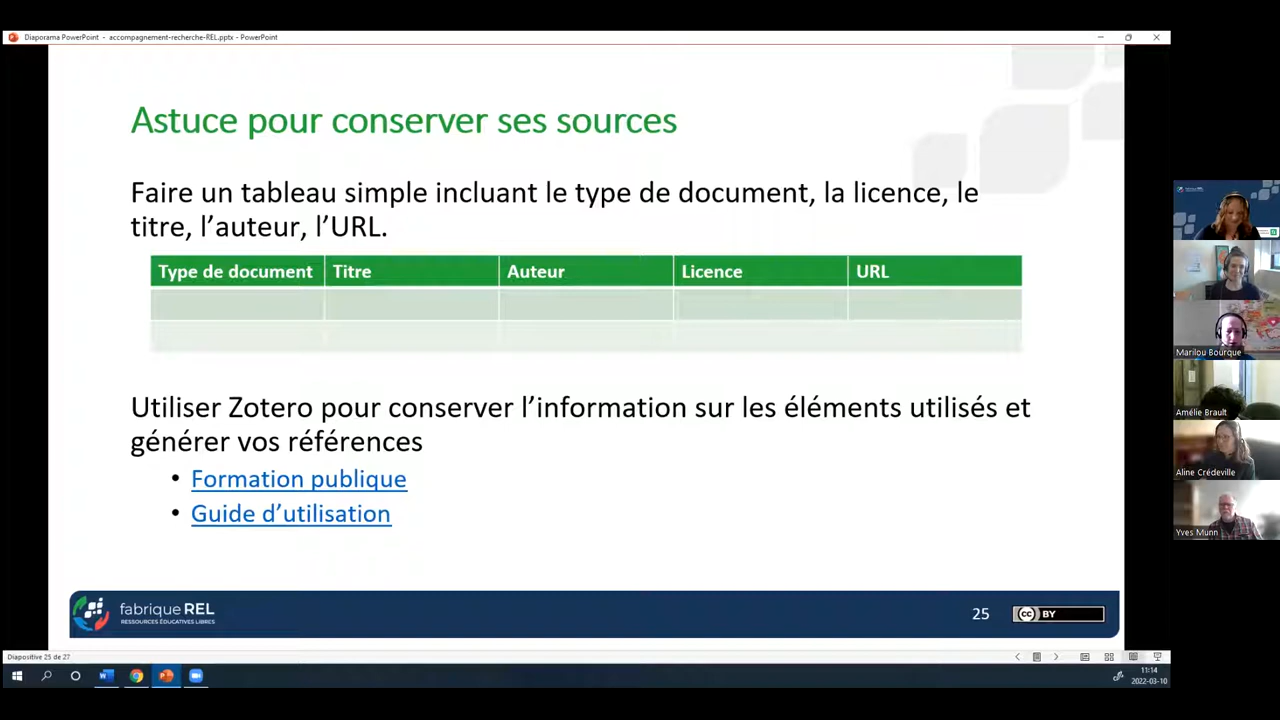 Diaporama PowerPoint - accompagnement-recherche-REL.pptx - PowerPoint
Astuce pour conserver ses sources
Faire un tableau simple incluant le type de document, la licence, le
titre, l’auteur, l’URL.
Type de document Titre Auteur Licence URL
Utiliser Zotero pour conserver l’information sur les éléments utilisés et
générer vos références
• Formation publique
• Guide d’utilisation
fabrique REL
RESSOURCES ÉDUCATIVES LIBRES
25
cc BY
Marilou Bourque
Amélie Brault
Aline Crédeville
Yves Munn
Diapositive 25 de 27
11:14
2022-03-10